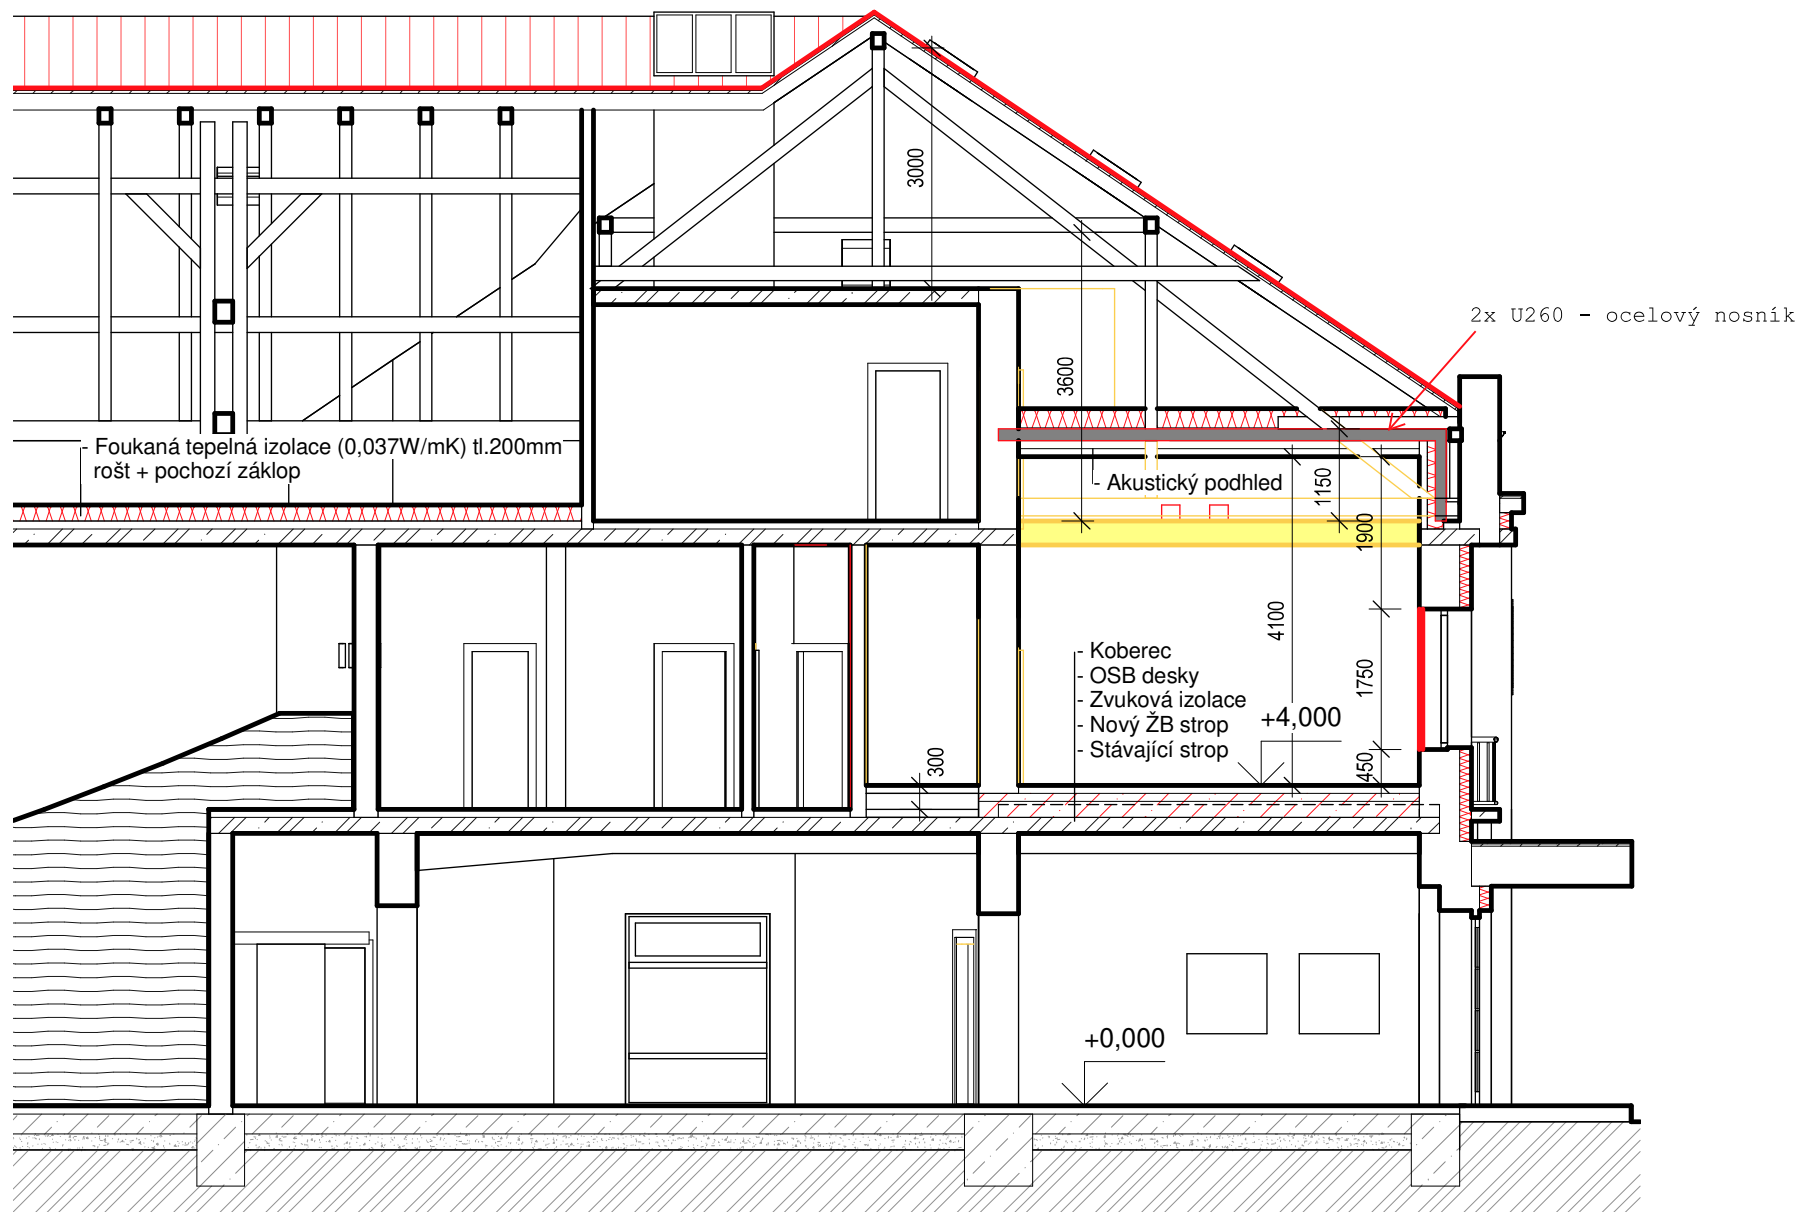 3000
2x U260 - ocelový nosník
3600
- Foukaná tepelná izolace (0,037W/mK) tl.200mm
rošt + pochozí záklop
- Akustický podhled
1150
1900
4100
- Koberec
- OSB desky
- Zvuková izolace
- Nový ŽB strop
- Stávající strop
+4,000
1750
450
300
+0,000